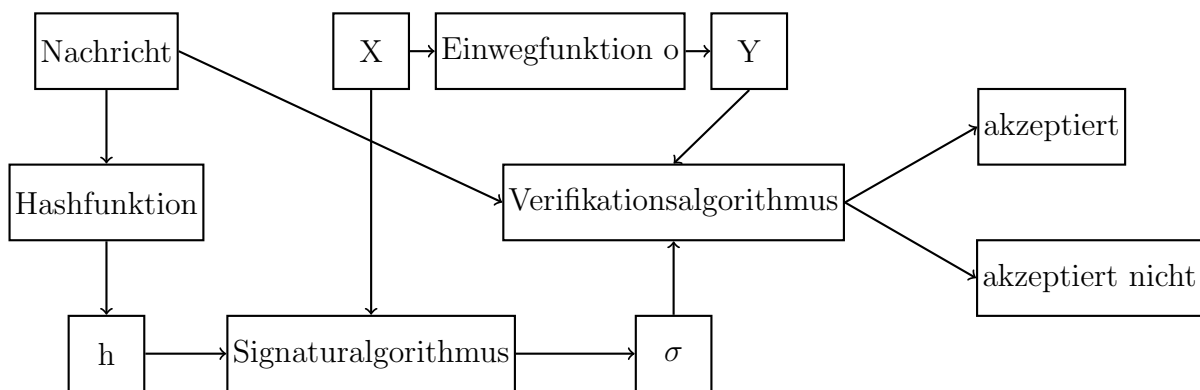 Nachricht
X
Einwegfunktion o
Y
akzeptiert
Hashfunktion
Verifikationsalgorithmus
akzeptiert nicht
h
Signaturalgorithmus
σ